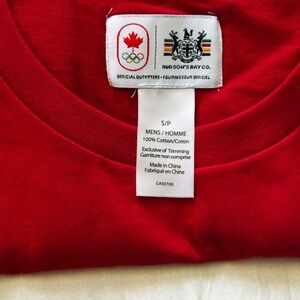 HUDSON'S BAY CO.
OFFICIAL OUTFITTERS • FOURNISSEUR OFFICIEL
S/P
MENS / HOMME
100% Cotton/Coton
Exclusive of Trimming
Garniture non comprise
Made in China
Fabriqué en Chine
CA00188